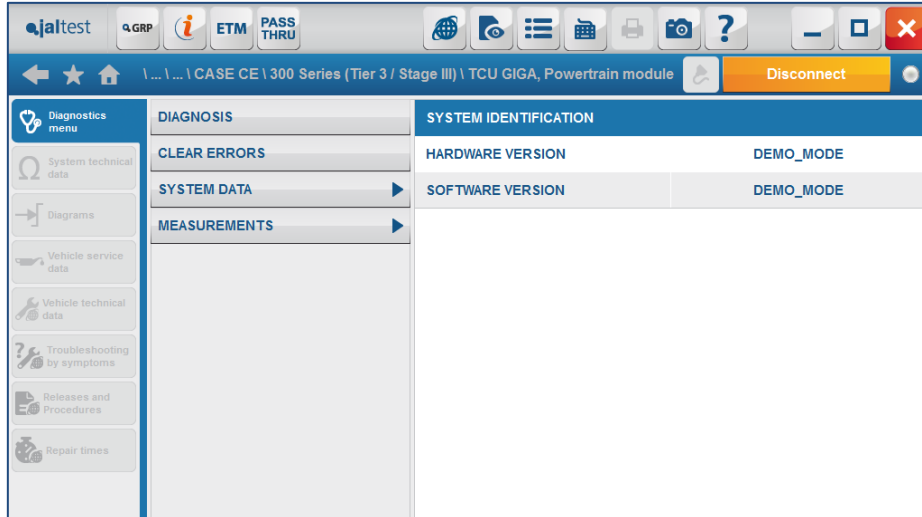 jaltest
GRP
i
ETM
PASS
THRU
?
\ ... \ ... \ CASE CE \ 300 Series (Tier 3 / Stage III) \ TCU GIGA, Powertrain module
Disconnect
Diagnostics
menu
System technical
data
Diagrams
Vehicle service
data
Vehicle technical
data
Troubleshooting
by symptoms
Releases and
Procedures
Repair times
DIAGNOSIS
CLEAR ERRORS
SYSTEM DATA
MEASUREMENTS
SYSTEM IDENTIFICATION
HARDWARE VERSION DEMO_MODE
SOFTWARE VERSION DEMO_MODE